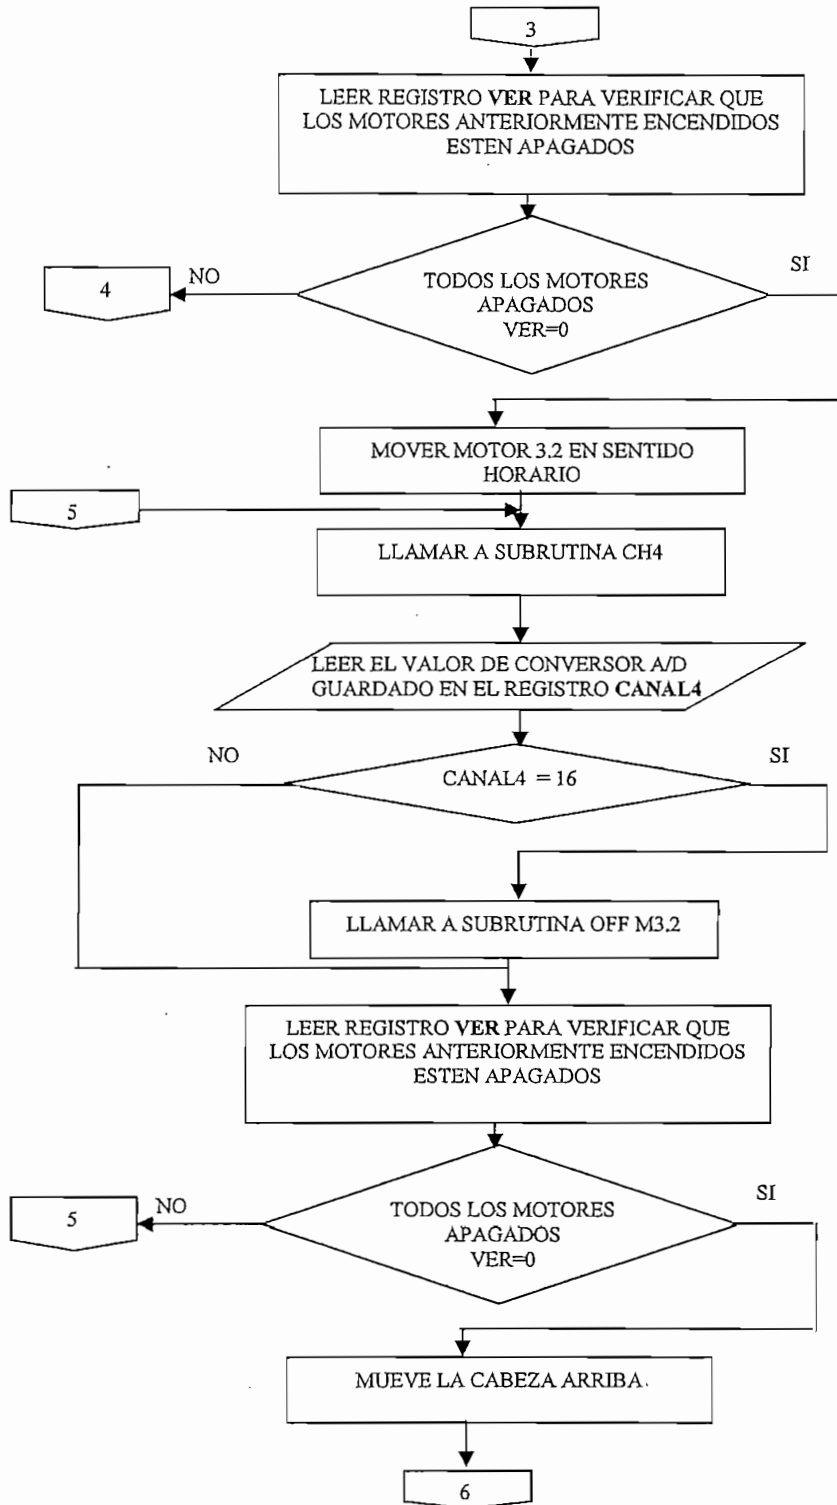 3
LEER REGISTRO VER PARA VERIFICAR QUE
LOS MOTORES ANTERIORMENTE ENCENDIDOS
ESTEN APAGADOS
NO
SI
4
TODOS LOS MOTORES
APAGADOS
VER=0
MOVER MOTOR 3.2 EN SENTIDO
HORARIO
5
LLAMAR A SUBRUTINA CH4
LEER EL VALOR DE CONVERSOR A/D
GUARDADO EN EL REGISTRO CANAL4
NO
SI
CANAL4 = 16
LLAMAR A SUBRUTINA OFF M3.2
LEER REGISTRO VER PARA VERIFICAR QUE
LOS MOTORES ANTERIORMENTE ENCENDIDOS
ESTEN APAGADOS
NO
SI
5
TODOS LOS MOTORES
APAGADOS
VER=0
MUEVE LA CABEZA ARRIBA.
6